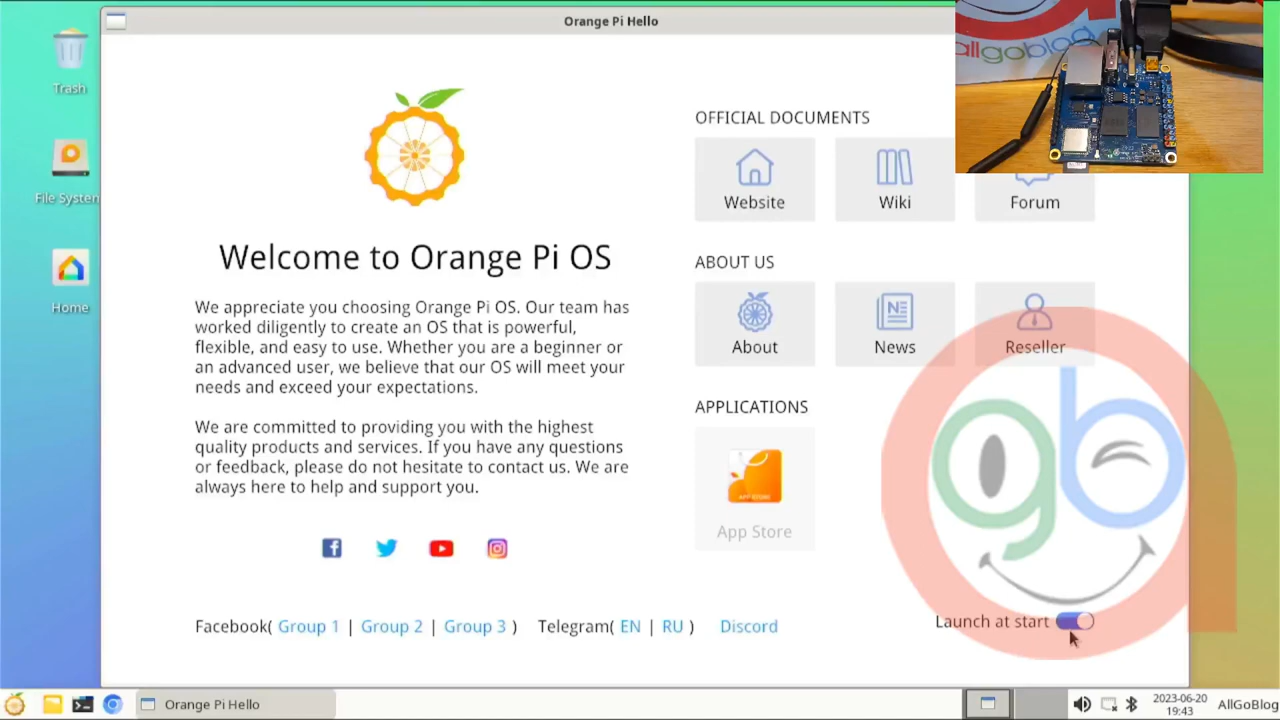 Orange Pi Hello
allgoblog
Trash
File System
Home
Welcome to Orange Pi OS
We appreciate you choosing Orange Pi OS. Our team has
worked diligently to create an OS that is powerful,
flexible, and easy to use. Whether you are a beginner or
an advanced user, we believe that our OS will meet your
needs and exceed your expectations.
We are committed to providing you with the highest
quality products and services. If you have any questions
or feedback, please do not hesitate to contact us. We are
always here to help and support you.
Facebook( Group 1 | Group 2 | Group 3 ) Telegram( EN | RU ) Discord
OFFICIAL DOCUMENTS
Website
Wiki
Forum
ABOUT US
NE
About
News
Reseller
APPLICATIONS
APP STORE
App Store
gb
Launch at start
Orange Pi Hello
2023-06-20
19:43
AllGoBlog